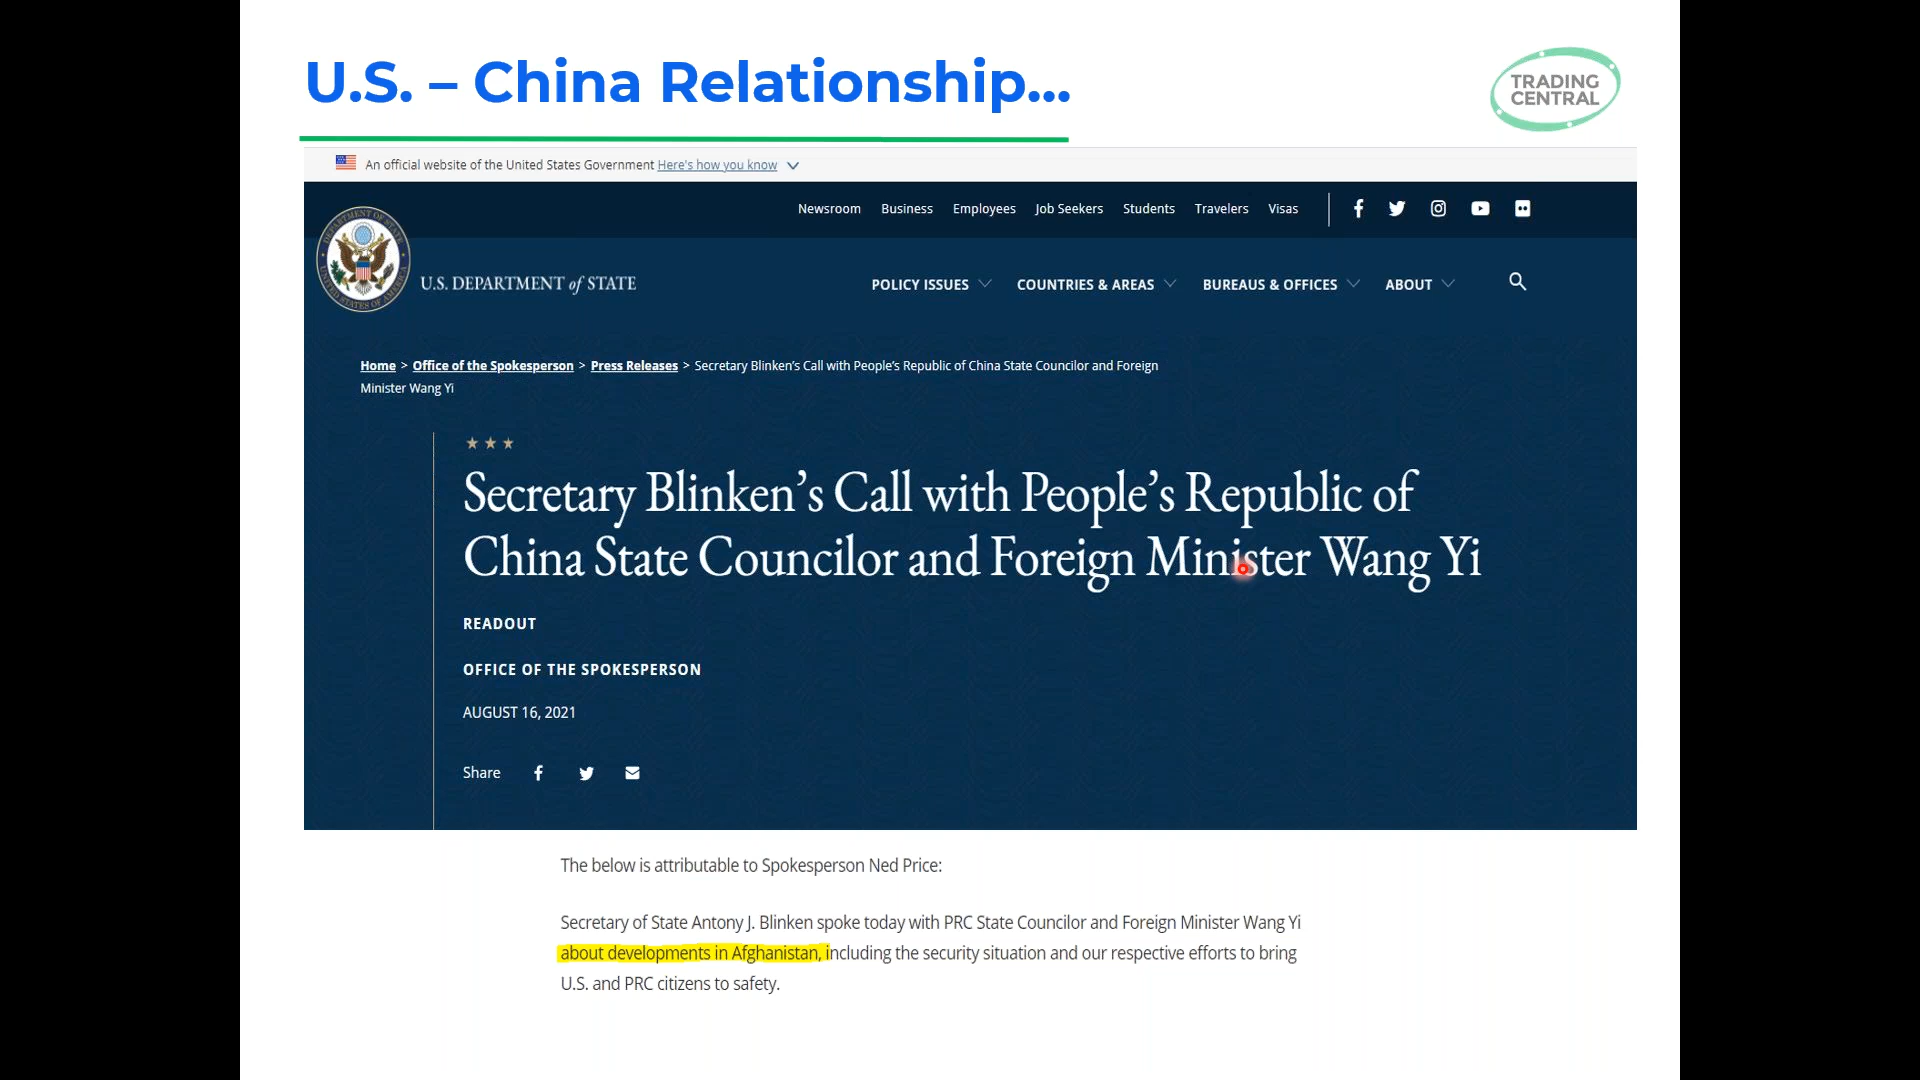 U.S. – China Relationship...
TRADING
CENTRAL
An official website of the United States Government Here's how you know
Newsroom Business Employees Job Seekers Students Travelers Visas
U.S. DEPARTMENT of STATE
POLICY ISSUES COUNTRIES & AREAS BUREAUS & OFFICES ABOUT
Home > Office of the Spokesperson > Press Releases > Secretary Blinken's Call with People's Republic of China State Councilor and Foreign
Minister Wang Yi
Secretary Blinken's Call with People's Republic of
China State Councilor and Foreign Minister Wang Yi
READOUT
OFFICE OF THE SPOKESPERSON
AUGUST 16, 2021
Share
The below is attributable to Spokesperson Ned Price:
Secretary of State Antony J. Blinken spoke today with PRC State Councilor and Foreign Minister Wang Yi
about developments in Afghanistan, including the security situation and our respective efforts to bring
U.S. and PRC citizens to safety.